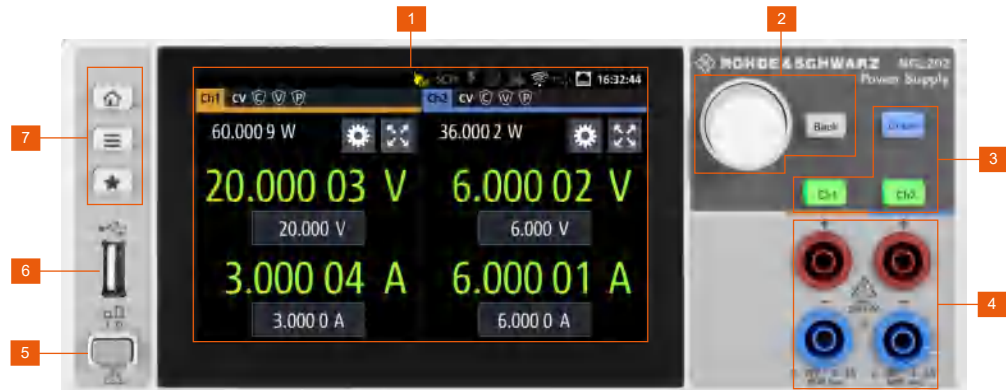 1
2
ROHDE&SCHWARZ NGL202
Power Supply
16:32:44
Ch1 CV C V P
Ch2 CV C V P
60.000 9 W
36.000 2 W
7
Back
3
20.000 03 V
6.000 02 V
Ch1
Ch2
20.000 V
6.000 V
+
+
6
3.000 04 A
6.000 01 A
-
-
4
3.000 0 A
6.000 0 A
5